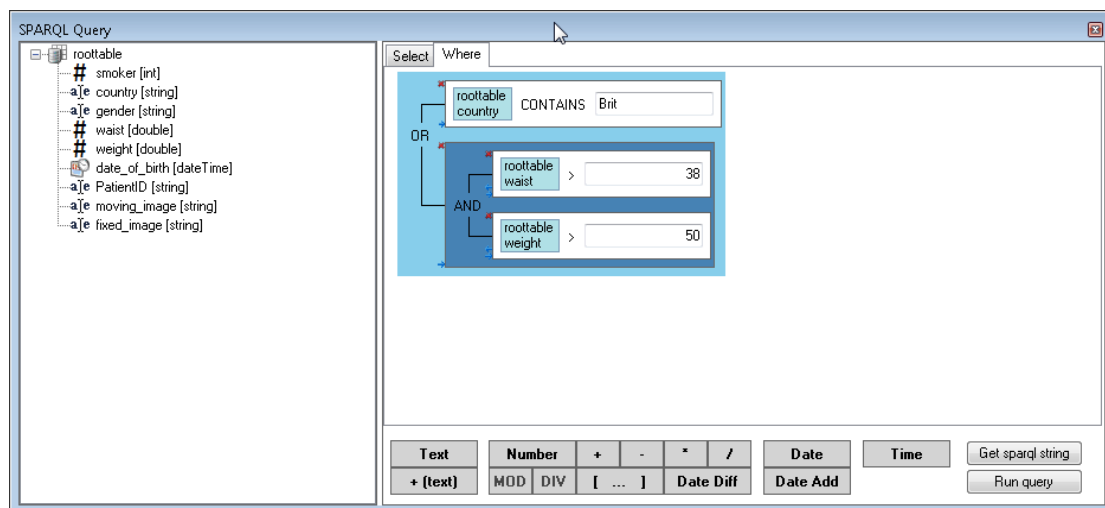 SPARQL Query
roottable
# smoker [int]
a]e country [string]
a]e gender [string]
# waist [double]
# weight [double]
date_of_birth [dateTime]
a]e PatientID [string]
a]e moving_image [string]
a]e fixed_image [string]
Select Where
OR
roottable
country CONTAINS Brit
AND
roottable
waist > 38
roottable
weight > 50
Text Number + - * / Date Time Get sparql string
+ (text) MOD DIV [ ... ] Date Diff Date Add Run query